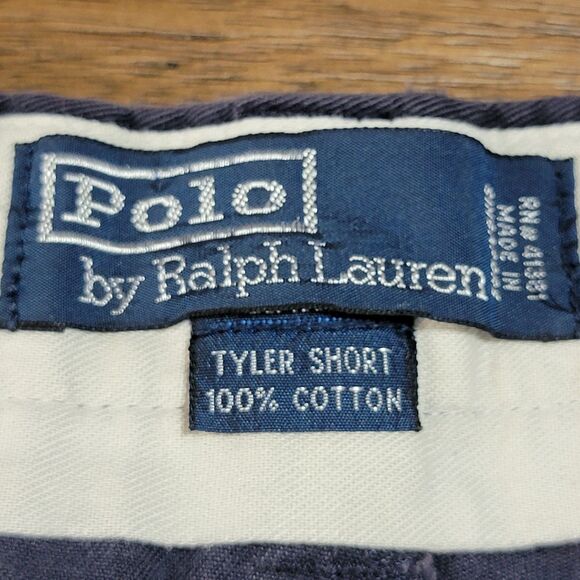 Polo
by Ralph Lauren
RN# 41381
MADE IN
TYLER SHORT
100% COTTON